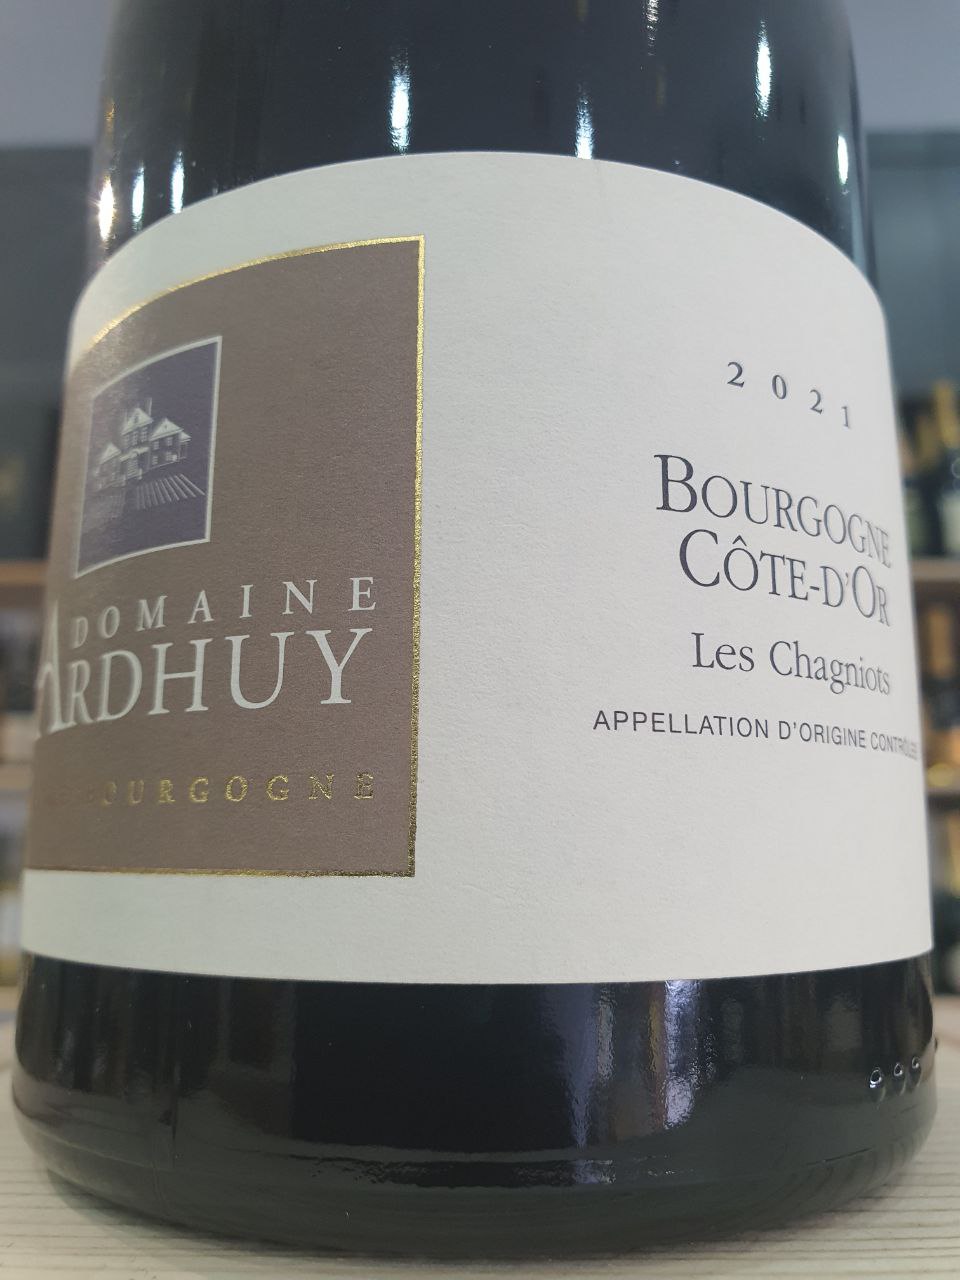 DOMAINE
ARDHUY
BOURGOGNE
2021
BOURGOGNE
CÔTE-D'OR
Les Chagniots
APPELLATION D'ORIGINE CONTRÔLÉE